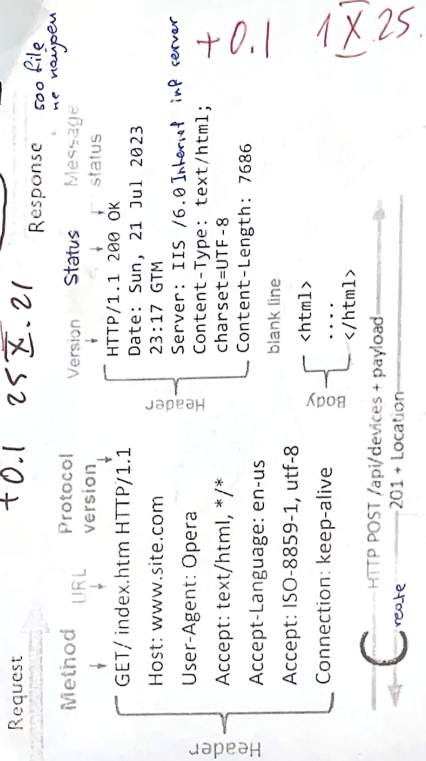 Request
+0.1 25 X. 21
Method URL Protocol version
GET/ index.htm HTTP/1.1
Host: www.site.com
User-Agent: Opera
Accept: text/html, */*
Accept-Language: en-us
Accept: ISO-8859-1, utf-8
Connection: keep-alive
Header
Response
500 file
не найден
+0.1 1 X. 25.
Version Status Message status
HTTP/1.1 200 OK
Date: Sun, 21 Jul 2023
23:17 GTM
Server: IIS /6.0 Internet inf server
Content-Type: text/html;
charset=UTF-8
Content-Length: 7686
Header
blank line
<html>
....
</html>
Body
HTTP POST /api/devices + payload
201 + Location
Create